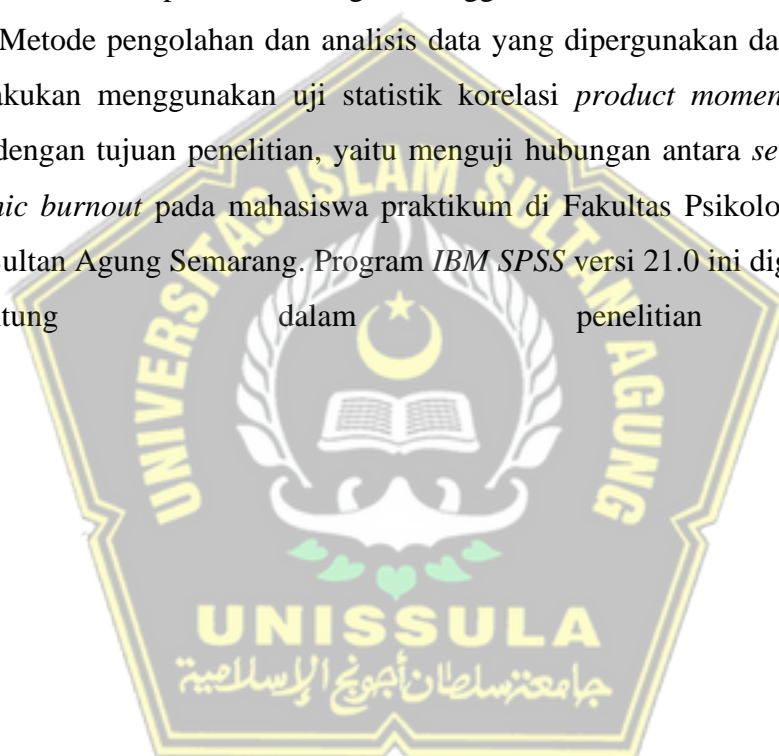 Metode pengolahan dan analisis data yang dipergunakan da
akukan menggunakan uji statistik korelasi product momen
dengan tujuan penelitian, yaitu menguji hubungan antara se
nic burnout pada mahasiswa praktikum di Fakultas Psikolo
Sultan Agung Semarang. Program IBM SPSS versi 21.0 ini dig
tung dalam penelitian
UNIVERSITAS ISLAM SULTAN AGUNG
UNISSULA
جامعة سلطان أجونج الإسلامية